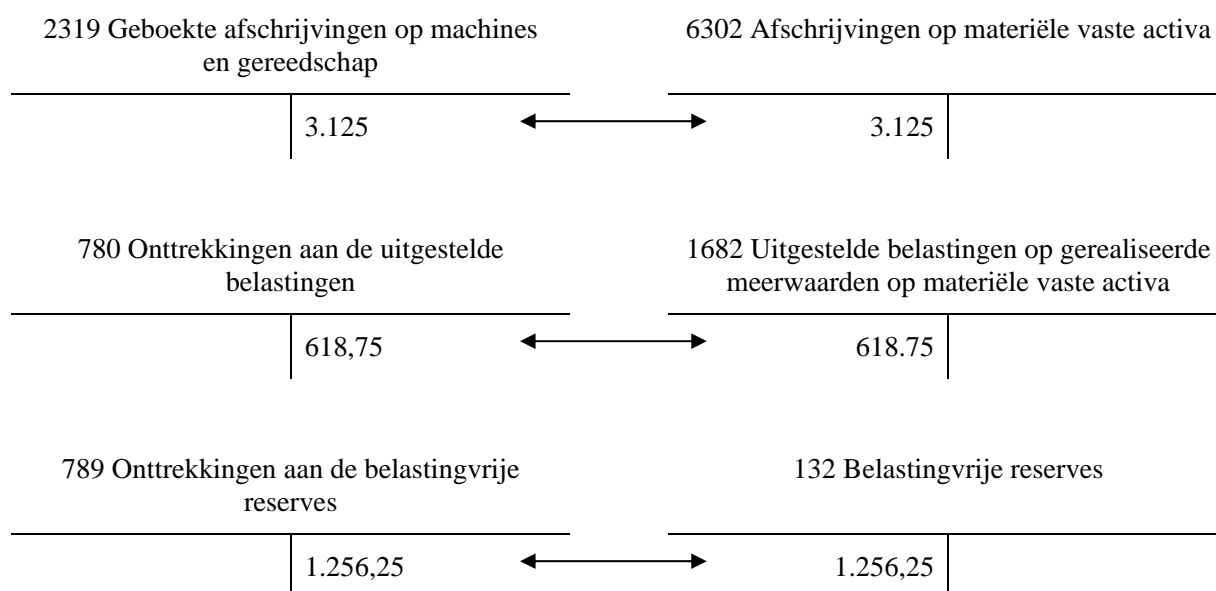 2319 Geboekte afschrijvingen op machines
en gereedschap
6302 Afschrijvingen op materiële vaste activa
3.125
3.125
780 Onttrekkingen aan de uitgestelde
belastingen
1682 Uitgestelde belastingen op gerealiseerde
meerwaarden op materiële vaste activa
618,75
618.75
789 Onttrekkingen aan de belastingvrije
reserves
132 Belastingvrije reserves
1.256,25
1.256,25